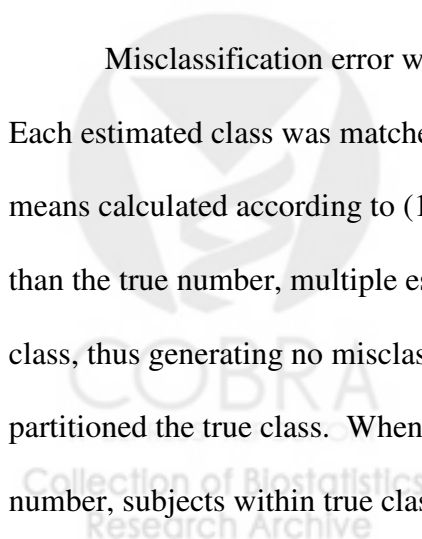 Misclassification error w
Each estimated class was matche
means calculated according to (1
than the true number, multiple es
class, thus generating no misclas
COBRA
partitioned the true class. When
Collection of Biostatistics
number, subjects within true clas
Research Archive